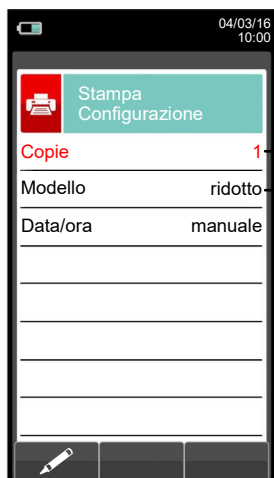 04/03/16
10:00
Stampa
Configurazione
Copie 1
Modello ridotto
Data/ora manuale